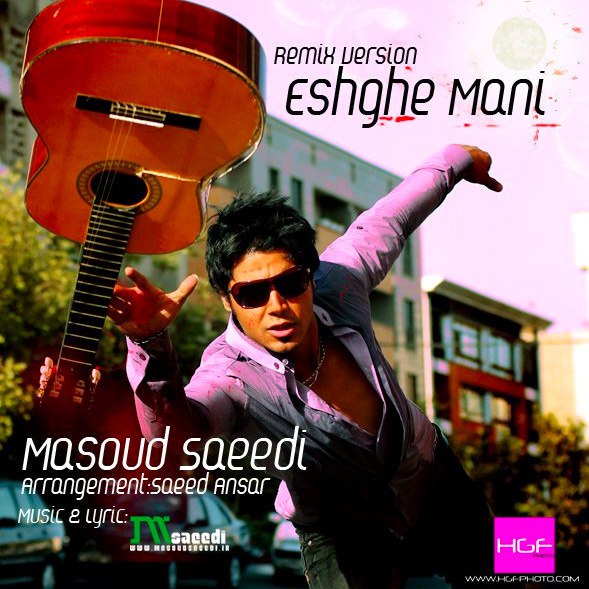 Remix Version
Eshghe Mani
Masoud Saeedi
Arrangement:Saeed Ansar
Music & Lyric:
M saeedi
www.masoudsaeedi.ir
HGF
WWW.HGF-PHOTO.COM